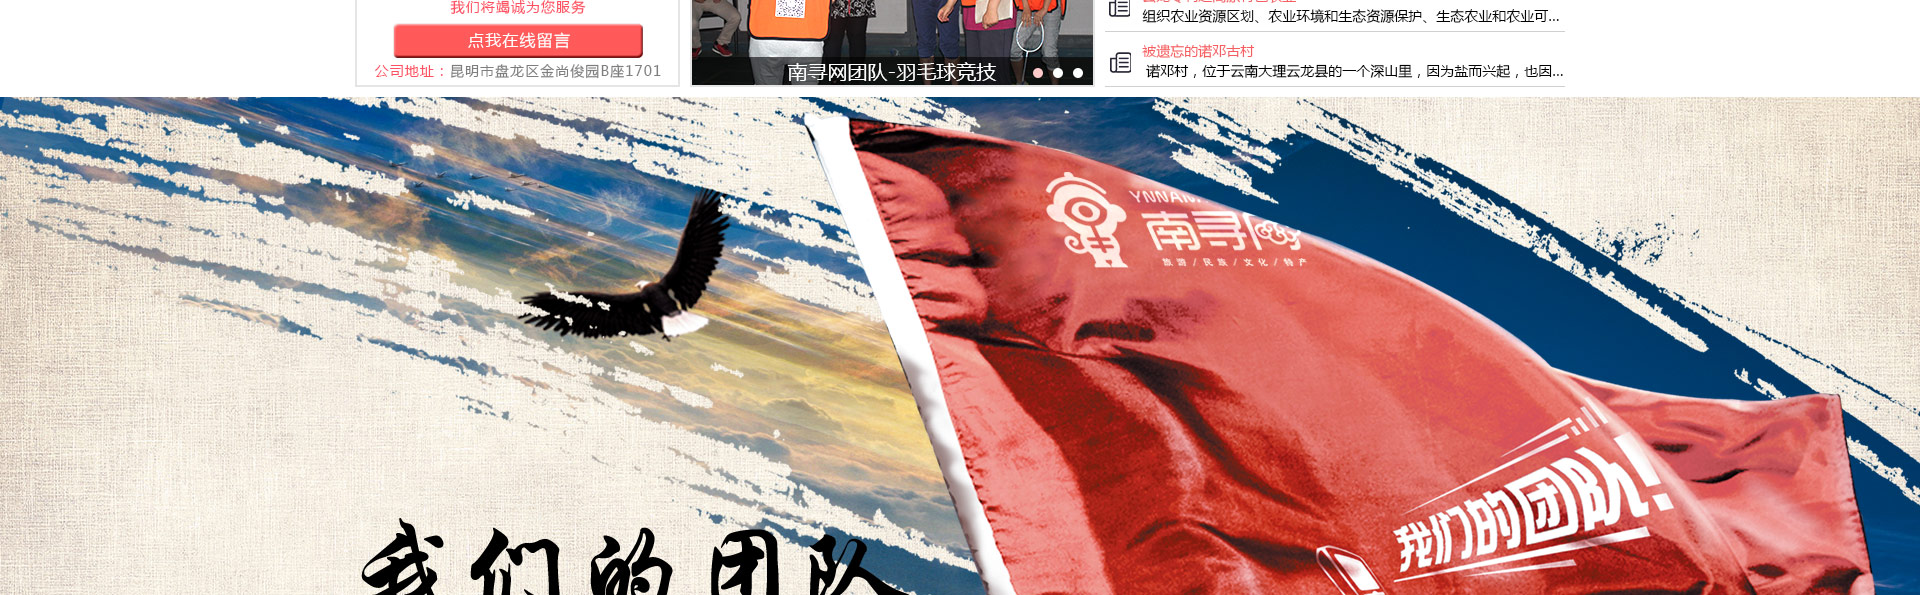 我们将竭诚为您服务
点我在线留言
公司地址：昆明市盘龙区金尚俊园B座1701
南寻网团队-羽毛球竞技
组织农业资源区划、农业环境和生态资源保护、生态农业和农业可...
被遗忘的诺邓古村
诺邓村，位于云南大理云龙县的一个深山里，因为盐而兴起，也因...
南寻网
旅游/民族/文化/特产
我们的团队!
我们的团队